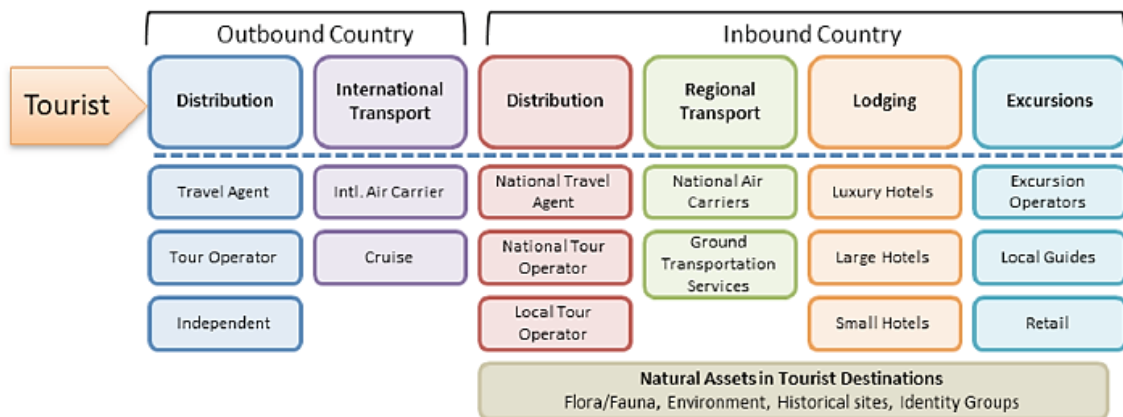 Outbound Country
Inbound Country
Tourist
Distribution
International
Transport
Distribution
Regional
Transport
Lodging
Excursions
Travel Agent
Intl. Air Carrier
National Travel
Agent
National Air
Carriers
Luxury Hotels
Excursion
Operators
Tour Operator
Cruise
National Tour
Operator
Ground
Transportation
Services
Large Hotels
Local Guides
Independent
Local Tour
Operator
Small Hotels
Retail
Natural Assets in Tourist Destinations
Flora/Fauna, Environment, Historical sites, Identity Groups